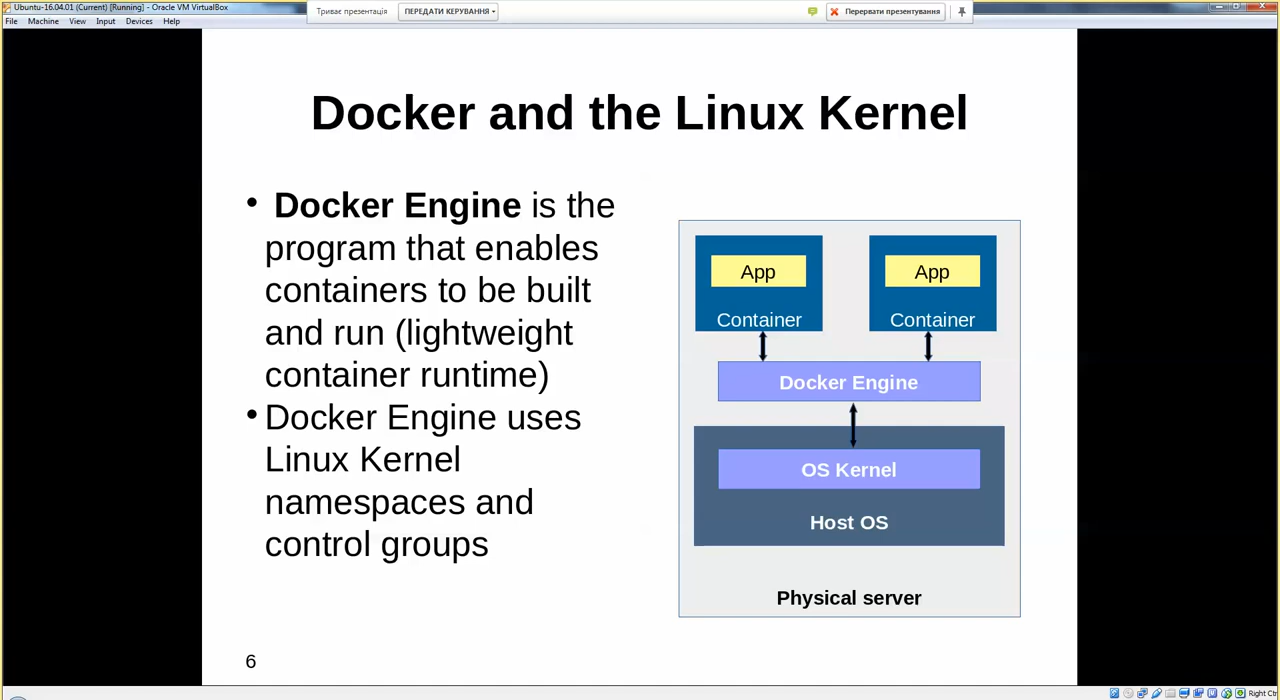 Ubuntu-16.04.01 (Current) [Running] - Oracle VM VirtualBox
Триває презентація
ПЕРЕДАТИ КЕРУВАННЯ
Перервати презентування
File Machine View Input Devices Help
Docker and the Linux Kernel
• Docker Engine is the
program that enables
containers to be built
and run (lightweight
container runtime)
• Docker Engine uses
Linux Kernel
namespaces and
control groups
App
Container
App
Container
Docker Engine
OS Kernel
Host OS
Physical server
6
Right Ctr